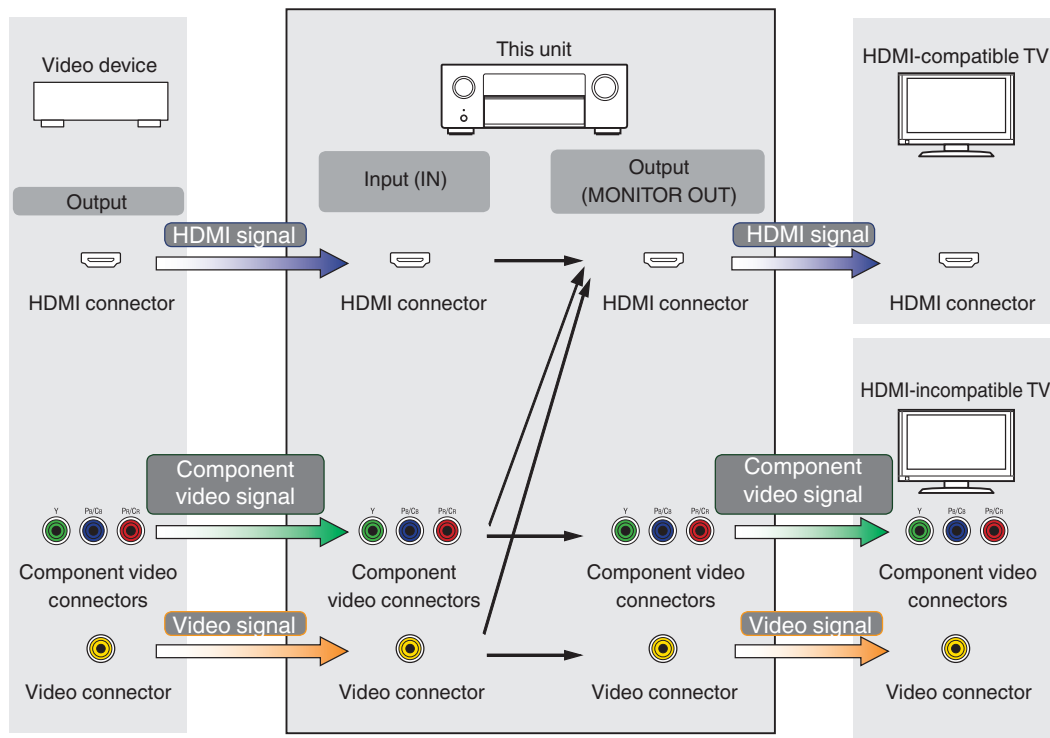 This unit
Video device
HDMI-compatible TV
Input (IN)
Output
(MONITOR OUT)
Output
HDMI signal
HDMI signal
HDMI connector
HDMI connector
HDMI connector
HDMI connector
HDMI-incompatible TV
Component
video signal
Component
video signal
Y PB/CB PR/CR
Y PB/CB PR/CR
Y PB/CB PR/CR
Y PB/CB PR/CR
Component video
connectors
Component
video connectors
Component video
connectors
Component video
connectors
Video signal
Video signal
Video connector
Video connector
Video connector
Video connector